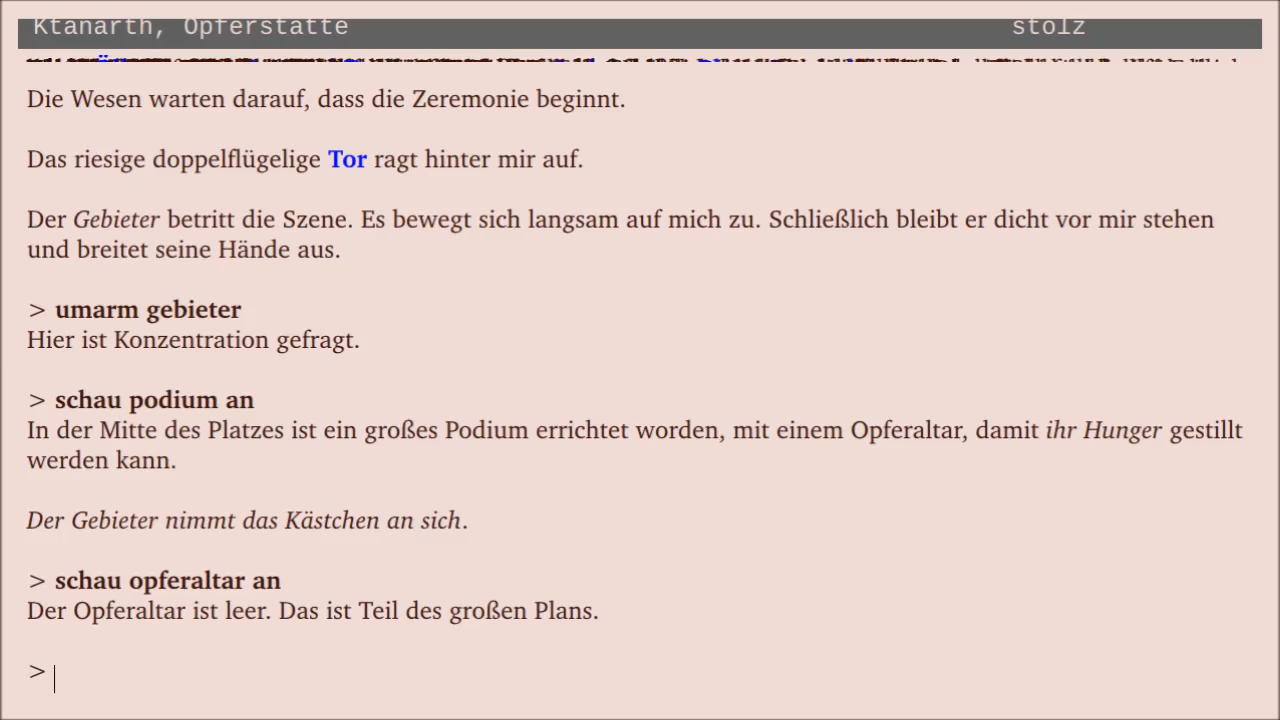 Ktanarth, Opferstätte stolz
Die Wesen warten darauf, dass die Zeremonie beginnt.
Das riesige doppelflügelige Tor ragt hinter mir auf.
Der Gebieter betritt die Szene. Es bewegt sich langsam auf mich zu. Schließlich bleibt er dicht vor mir stehen
und breitet seine Hände aus.
> umarm gebieter
Hier ist Konzentration gefragt.
> schau podium an
In der Mitte des Platzes ist ein großes Podium errichtet worden, mit einem Opferaltar, damit ihr Hunger gestillt
werden kann.
Der Gebieter nimmt das Kästchen an sich.
> schau opferaltar an
Der Opferaltar ist leer. Das ist Teil des großen Plans.
>